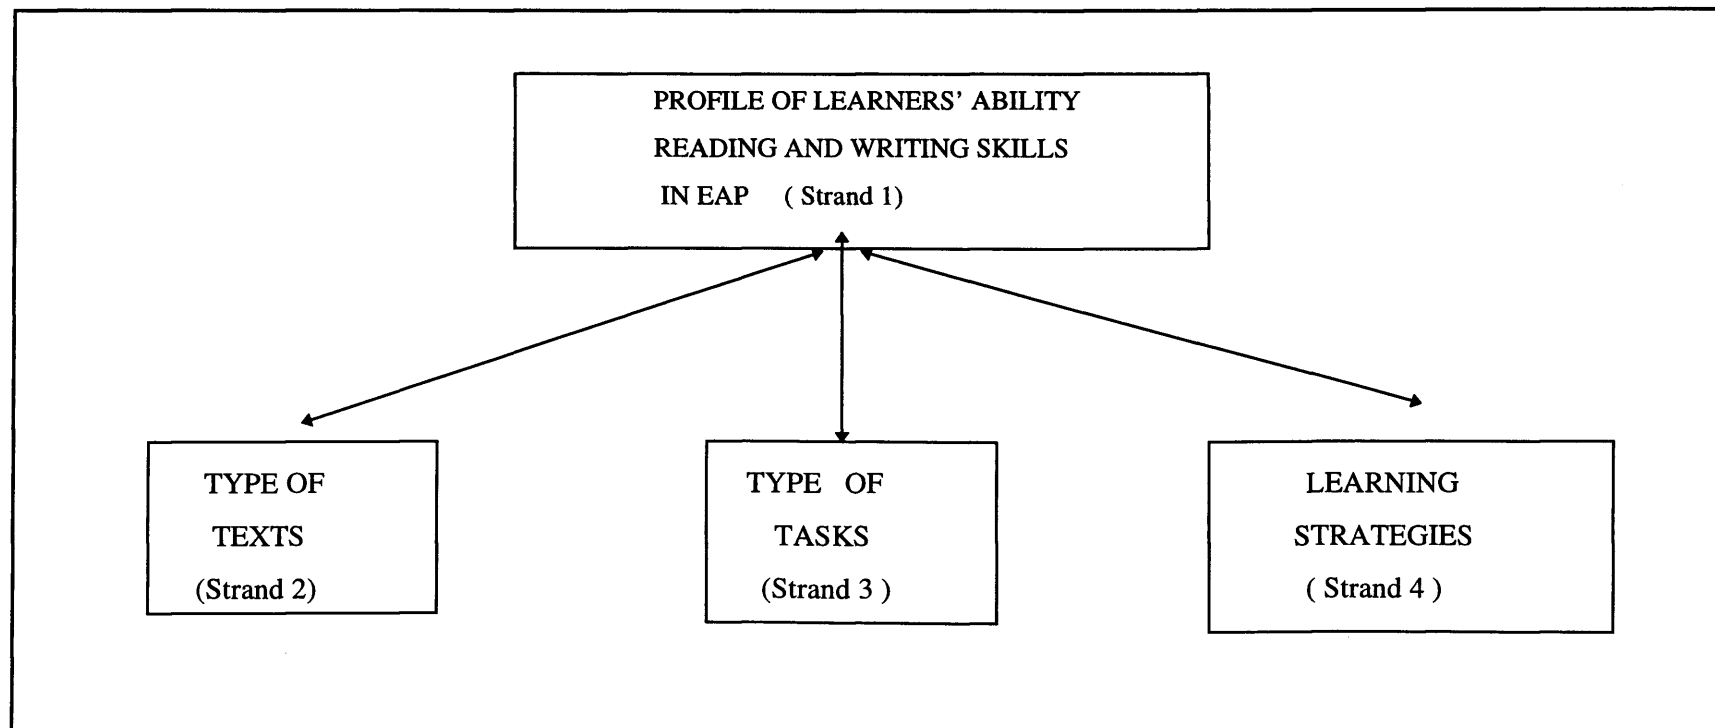 PROFILE OF LEARNERS' ABILITY
READING AND WRITING SKILLS
IN EAP ( Strand 1)
TYPE OF
TEXTS
(Strand 2)
TYPE OF
TASKS
(Strand 3 )
LEARNING
STRATEGIES
( Strand 4 )